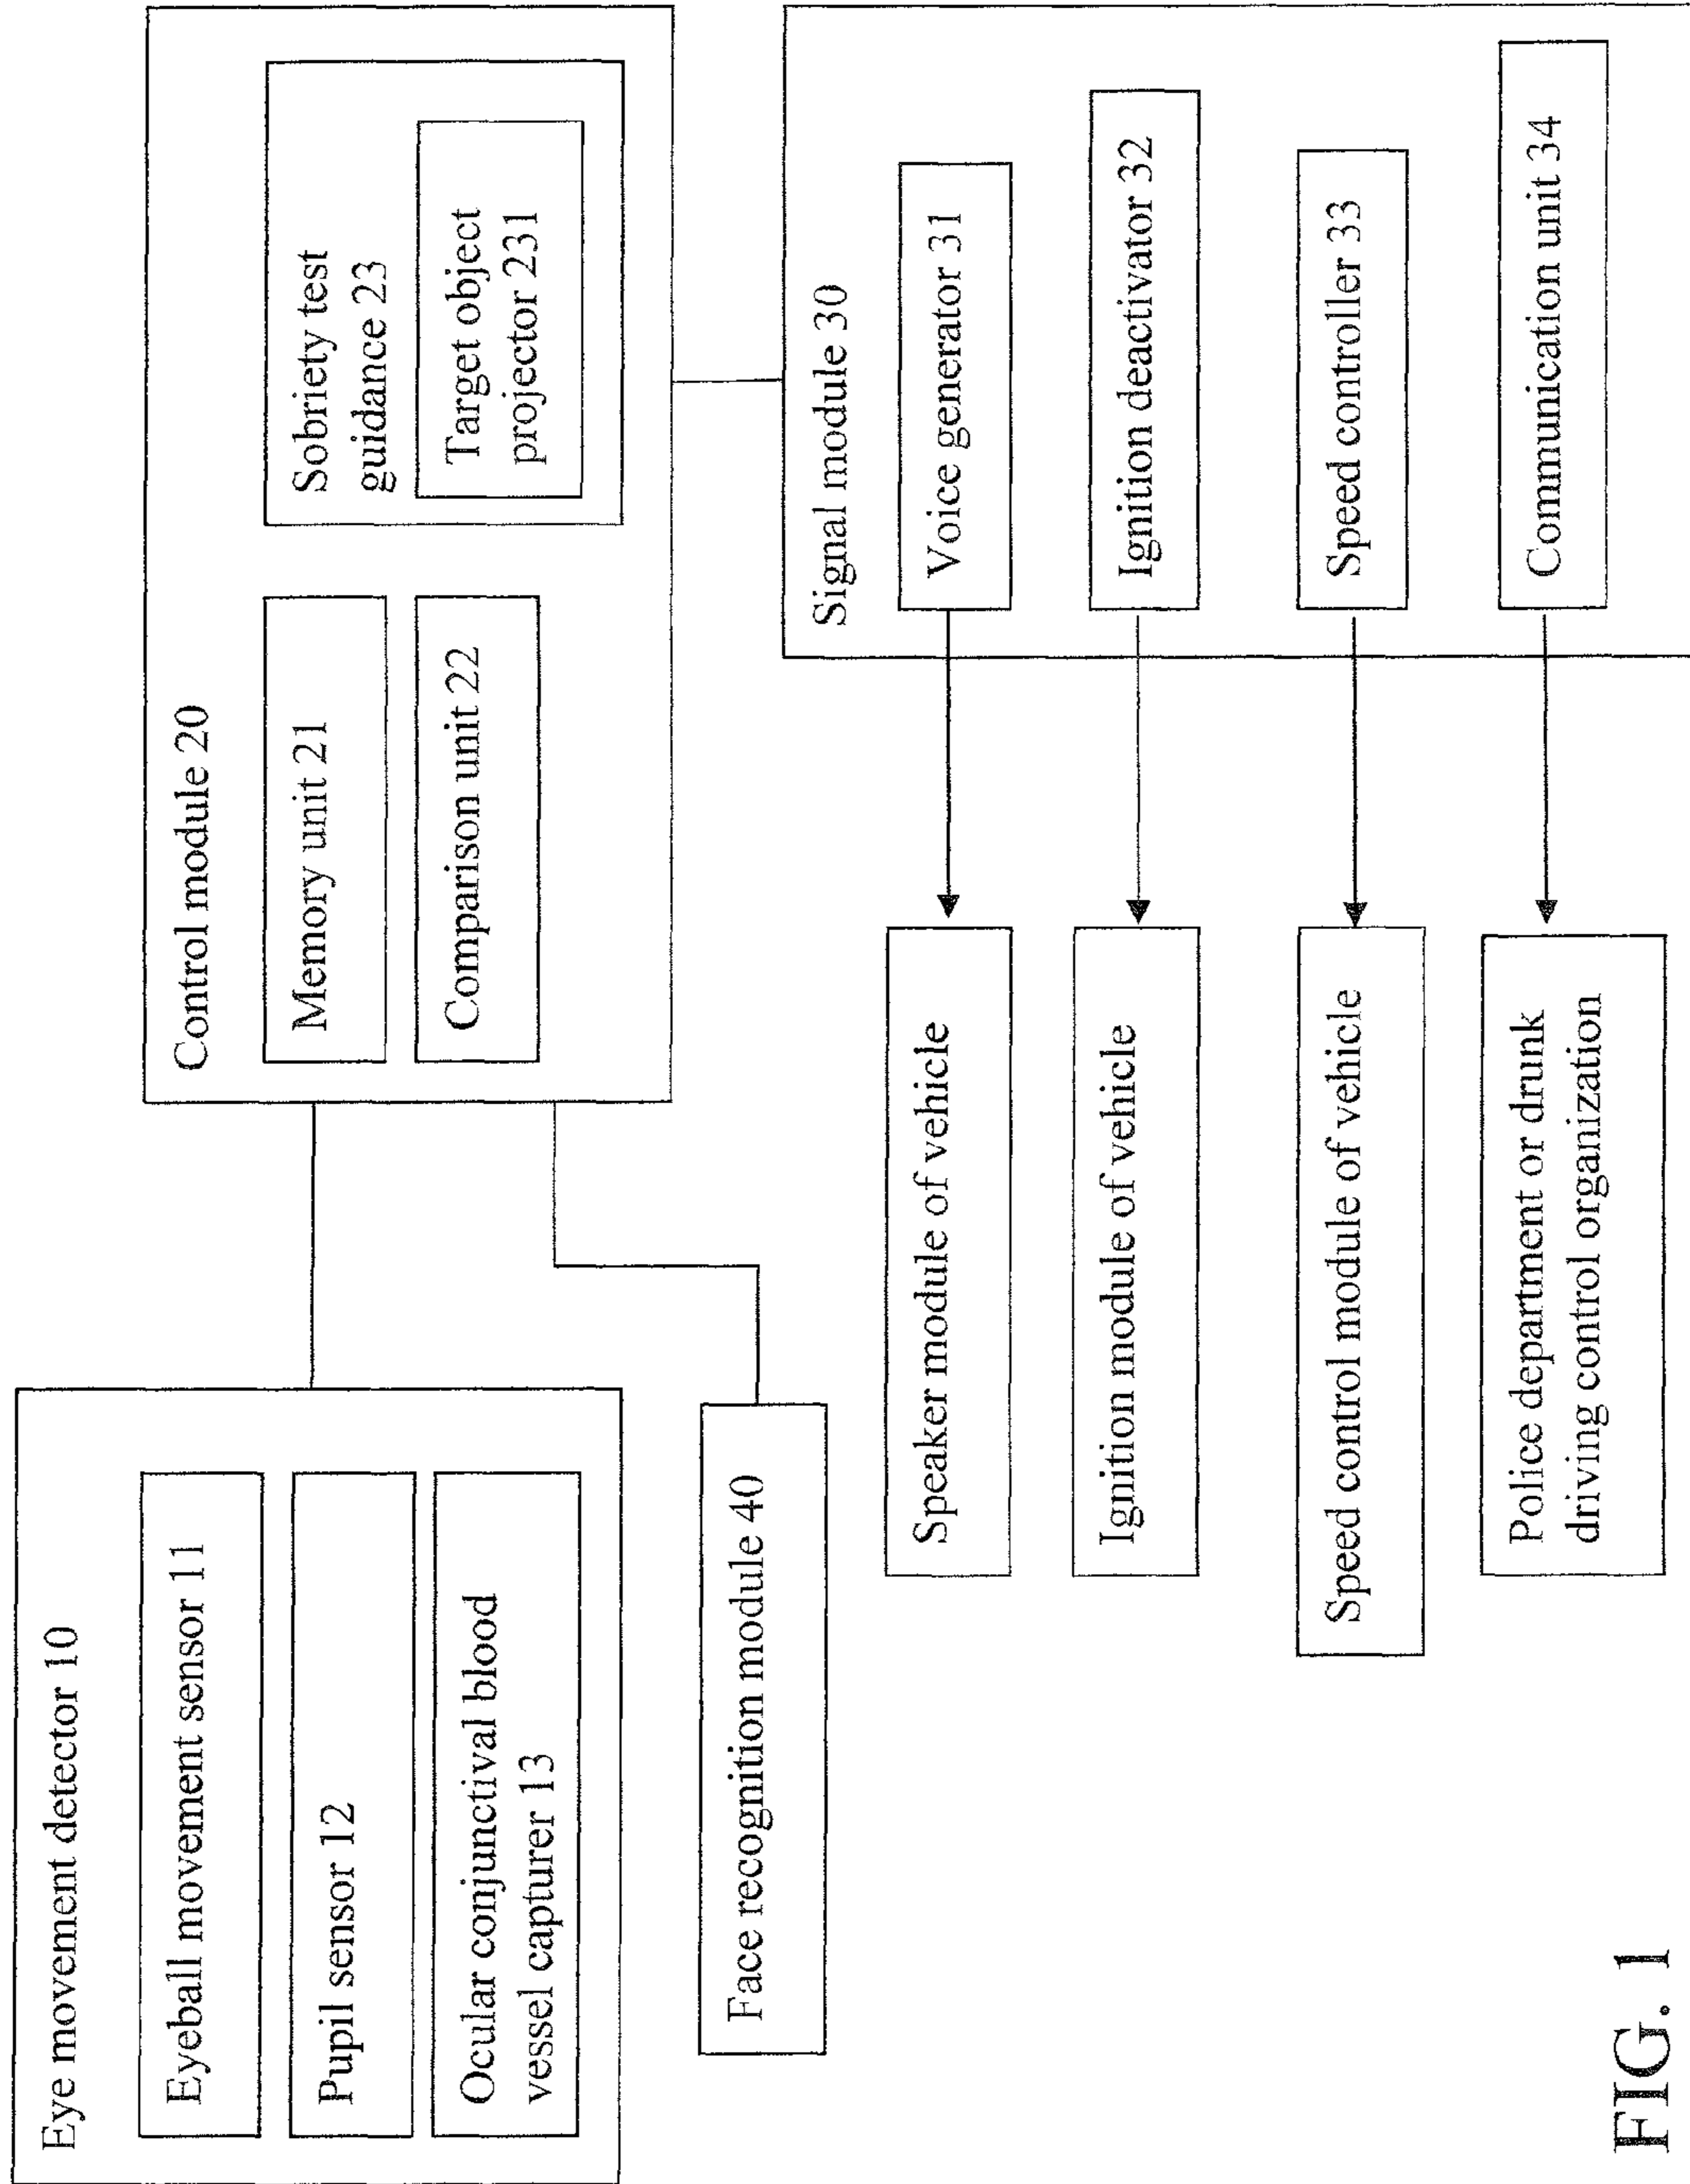 Eye movement detector 10
Eyeball movement sensor 11
Pupil sensor 12
Ocular conjunctival blood
vessel capturer 13
Face recognition module 40
Control module 20
Memory unit 21
Comparison unit 22
Sobriety test
guidance 23
Target object
projector 231
Signal module 30
Voice generator 31
Ignition deactivator 32
Speed controller 33
Communication unit 34
Speaker module of vehicle
Ignition module of vehicle
Speed control module of vehicle
Police department or drunk
driving control organization
FIG. 1